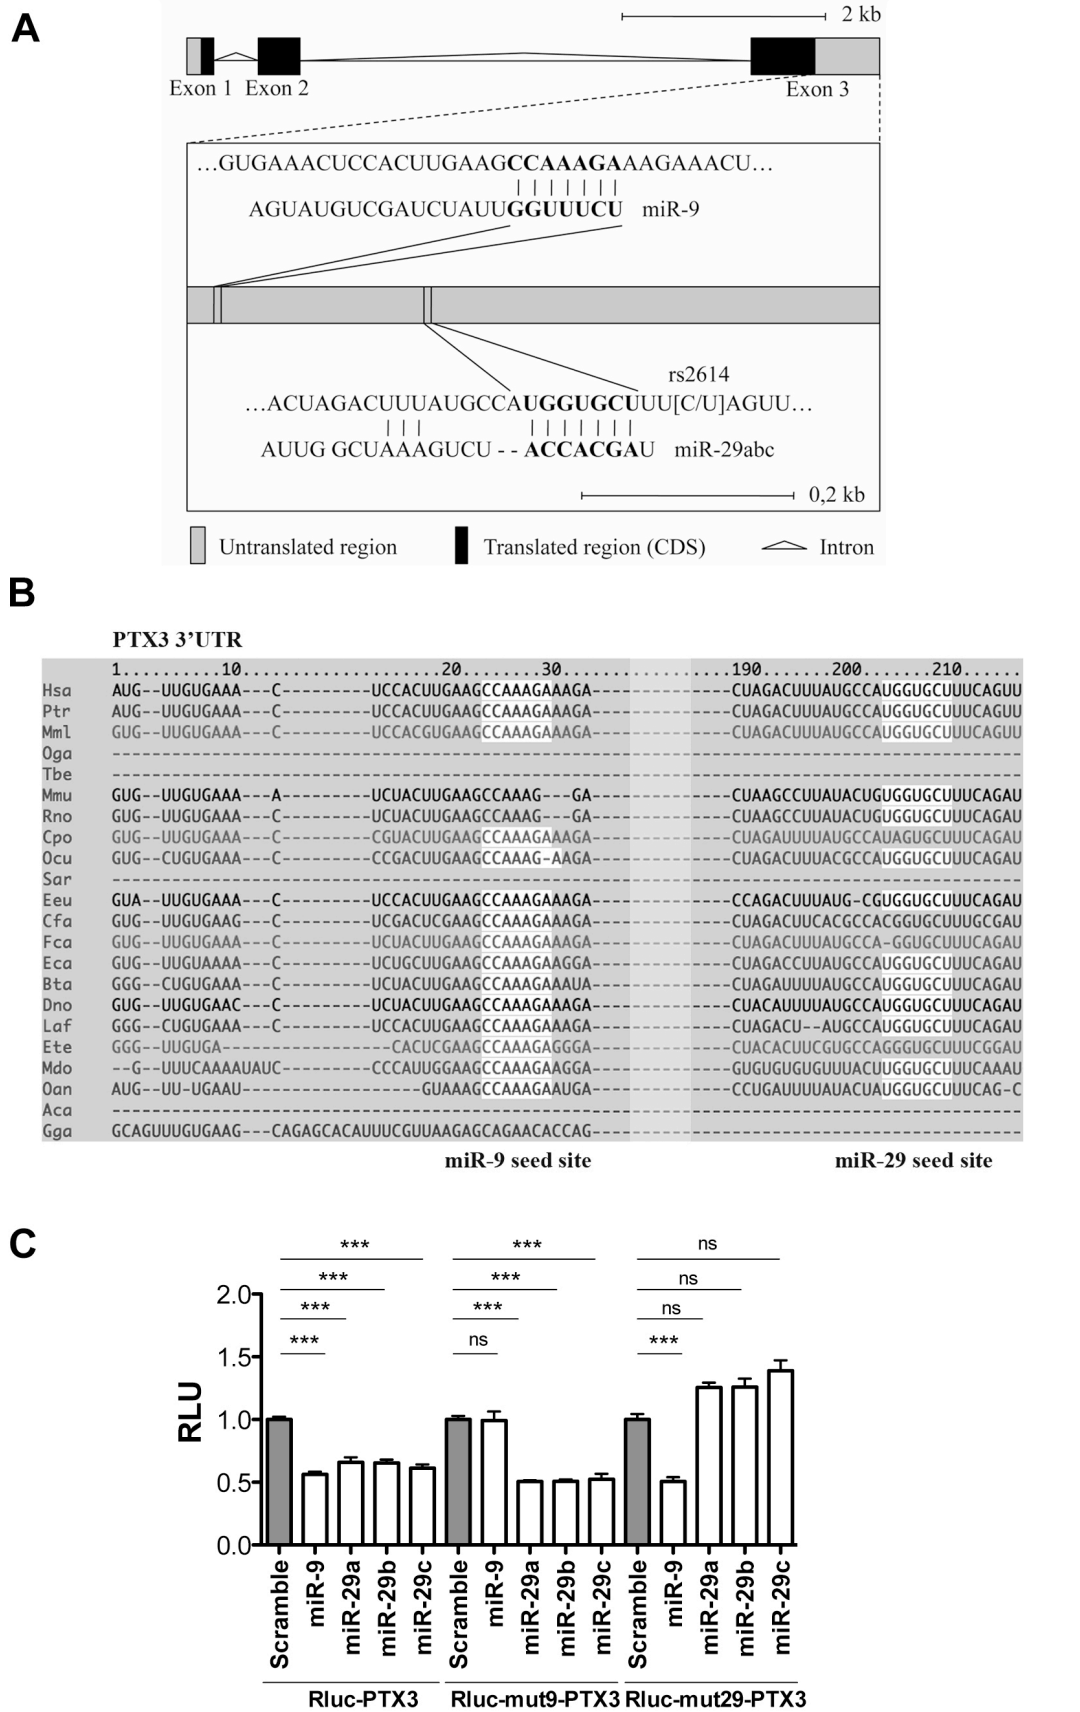 A
2 kb
Exon 1 Exon 2 Exon 3
...GUGAAACUCCACUUGAAGCCAAAGAAAGAAACU...
AGUAUGUCGAUCUAUUGGUUUCU miR-9
rs2614
...ACUAGACUUUAUGCCAUGGUGCUUU[C/U]AGUU...
AUUG GCUAAAGUCU - - ACCACGAU miR-29abc
0,2 kb
Untranslated region Translated region (CDS) Intron
B
PTX3 3'UTR
1.........10....................20........30..................190.......200.......210.......
Hsa AUG--UUGUGAAA---C---------UCCACUUGAAGCCAAAGAAAGA--------------CUAGACUUUAUGCCAUGGUGCUUUCAGUU
Ptr AUG--UUGUGAAA---C---------UCCACUUGAAGCCAAAGAAAGA--------------CUAGACUUUAUGCCAUGGUGCUUUCAGUU
Mml GUG--UUGUGAAA---C---------UCCACGUGAAGCCAAAGAAAGA--------------CUAGACUUUAUGCCAUGGUGCUUUCAGUU
Oga -------------------------------------------------------------------------------------------
Tbe -------------------------------------------------------------------------------------------
Mmu GUG--UUGUGAAA---A---------UCUACUUGAAGCCAAAG---GA--------------CUAAGCCUUAUACUGUGGUGCUUUCAGAU
Rno GUG--UUGUGAAA---C---------UCUACUUGAAGCCAAAG---GA--------------CUAAGCCUUAUACUGUGGUGCUUUCAGAU
Cpo GUG--UUGUGAAA---C---------CGUACUUGAAGCCAAAGAAAGA--------------CUAGAUUUUAUGCCAUAGUGCUUUCAGAU
Ocu GUG--CUGUGAAA---C---------CCGACUUGAAGCCAAAG-AAGA--------------CUAGACUUUACGCCAUGGUGCUUUCAGAU
Sar -------------------------------------------------------------------------------------------
Eeu GUA--UUGUGAAA---C---------UCCACUUGAAGCCAAAGAAAGA--------------CCAGACUUUAUG-CGUGGUGCUUUCAGAU
Cfa GUG--UUGUGAAG---C---------UCGACUCGAAGCCAAAGAAAGA--------------CUAGACUUCACGCCACGGUGCUUUGCGAU
Fca GUG--UUGUGAAA---C---------UCUACUUGAAGCCAAAGAAAGA--------------CUAGACUUUAUGCCA-GGUGCUUUCAGAU
Eca GUG--UUGUAAAA---C---------UCUGCUUGAAGCCAAAGAAGGA--------------CUAGACCUUAUGCCAUGGUGCUUUCAGAU
Bta GGG--CUGUGAAA---C---------UCUACUUGAAGCCAAAGAAAUA--------------CUAGAUUUUAUGCCAUGGUGCUUUCAGAU
Dno GUG--UUGUGAAC---C---------UCUACUUGAAGCCAAAGAAAGA--------------CUACAUUUUAUGCCAUGGUGCUUUCAGAU
Laf GGG--CUGUGAAA---C---------UCCACUUGAAGCCAAAGAAAGA--------------CUAGACU--AUGCCAUGGUGCUUUCAGAU
Ete GGG--UUGUGA---------------CACUCGAAGCCAAAGAGGGA--------------CUACACUUCGUGCCAGGGUGCUUUCGGAU
Mdo --G--UUUCAAAAUAUC---------CCCAUUGGAAGCCAAAGAAGGA--------------GUGUGUGUGUUUACUUGGUGCUUUCAAAU
Oan AUG--UU-UGAAU------------------GUAAAGCCAAAGAAUGA--------------CCUGAUUUUAUACUAUGGUGCUUUCAG-C
Aca -------------------------------------------------------------------------------------------
Gga GCAGUUUGUGAAG---CAGAGCACAUUUCGUUAAGAGCAGAACACCAG-------------------------------------------
miR-9 seed site miR-29 seed site
C
*** *** ns
*** *** ns
*** *** ns
*** ns ***
2.0
1.5
1.0
0.5
0.0
RLU
Scramble miR-9 miR-29a miR-29b miR-29c Scramble miR-9 miR-29a miR-29b miR-29c Scramble miR-9 miR-29a miR-29b miR-29c
Rluc-PTX3 Rluc-mut9-PTX3 Rluc-mut29-PTX3